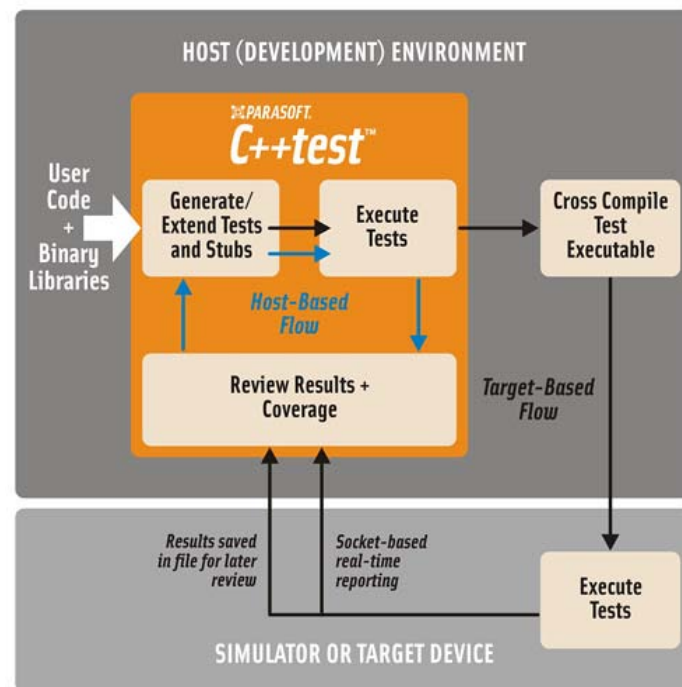 HOST (DEVELOPMENT) ENVIRONMENT
PARASOFT.
C++test™
User
Code
+
Binary
Libraries
Generate/
Extend Tests
and Stubs
Execute
Tests
Cross Compile
Test
Executable
Host-Based
Flow
Review Results +
Coverage
Target-Based
Flow
Results saved
in file for later
review
Socket-based
real-time
reporting
Execute
Tests
SIMULATOR OR TARGET DEVICE